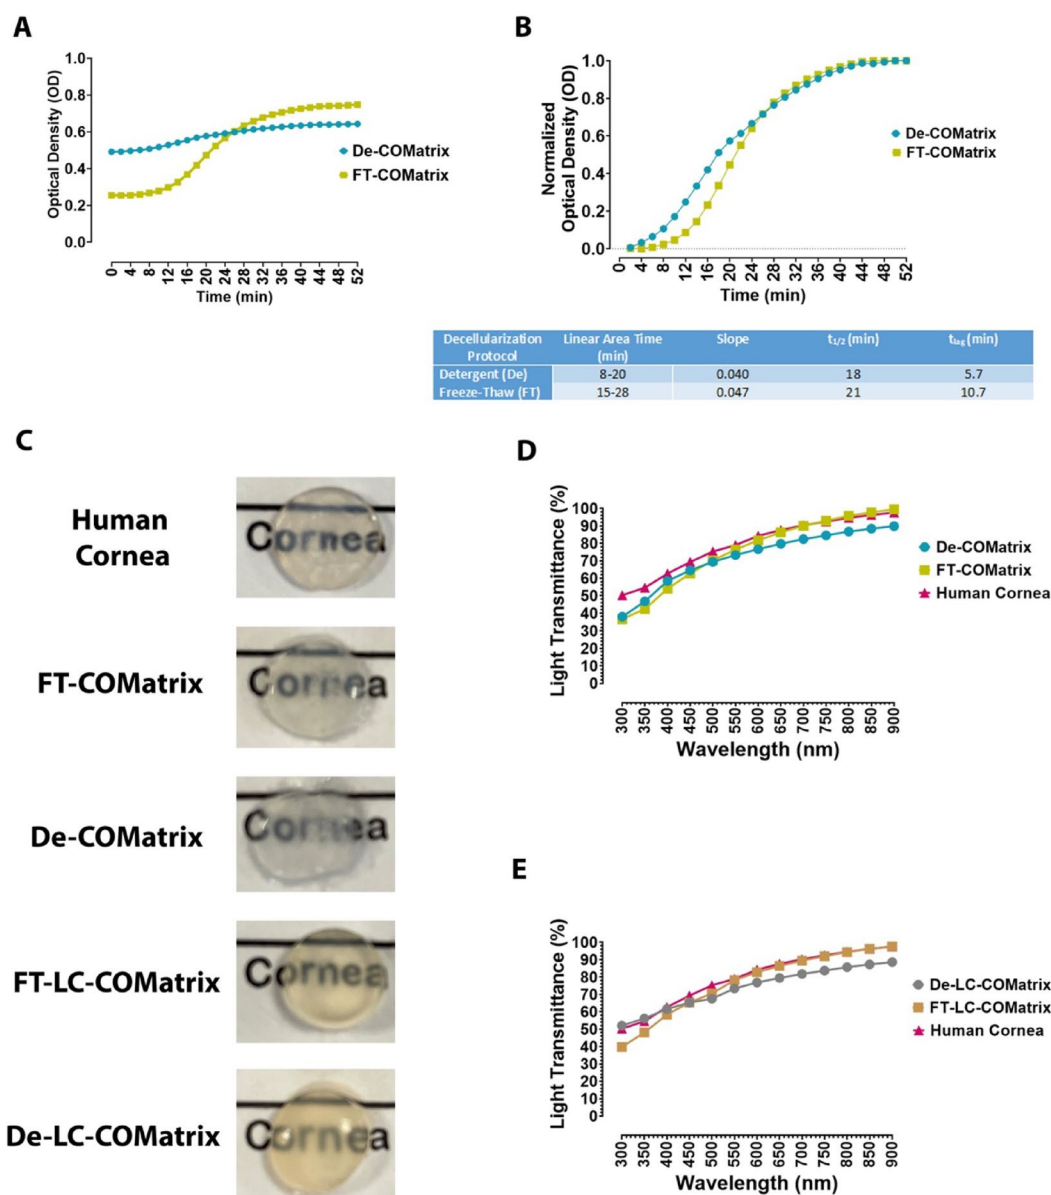 A
Optical Density (OD)
1.0
0.8
0.6
0.4
0.2
0.0
0 4 8 12 16 20 24 28 32 36 40 44 48 52
Time (min)
De-COMatrix
FT-COMatrix
B
Normalized
Optical Density (OD)
1.0
0.8
0.6
0.4
0.2
0.0
0 4 8 12 16 20 24 28 32 36 40 44 48 52
Time (min)
De-COMatrix
FT-COMatrix
Decellularization Protocol Linear Area Time (min) Slope t1/2 (min) tlag (min)
Detergent (De) 8-20 0.040 18 5.7
Freeze-Thaw (FT) 15-28 0.047 21 10.7
C
Human
Cornea
Cornea
FT-COMatrix
Cornea
De-COMatrix
Cornea
FT-LC-COMatrix
Cornea
De-LC-COMatrix
Cornea
D
Light Transmittance (%)
100
90
80
70
60
50
40
30
20
10
0
300 350 400 450 500 550 600 650 700 750 800 850 900
Wavelength (nm)
De-COMatrix
FT-COMatrix
Human Cornea
E
Light Transmittance (%)
100
90
80
70
60
50
40
30
20
10
0
300 350 400 450 500 550 600 650 700 750 800 850 900
Wavelength (nm)
De-LC-COMatrix
FT-LC-COMatrix
Human Cornea